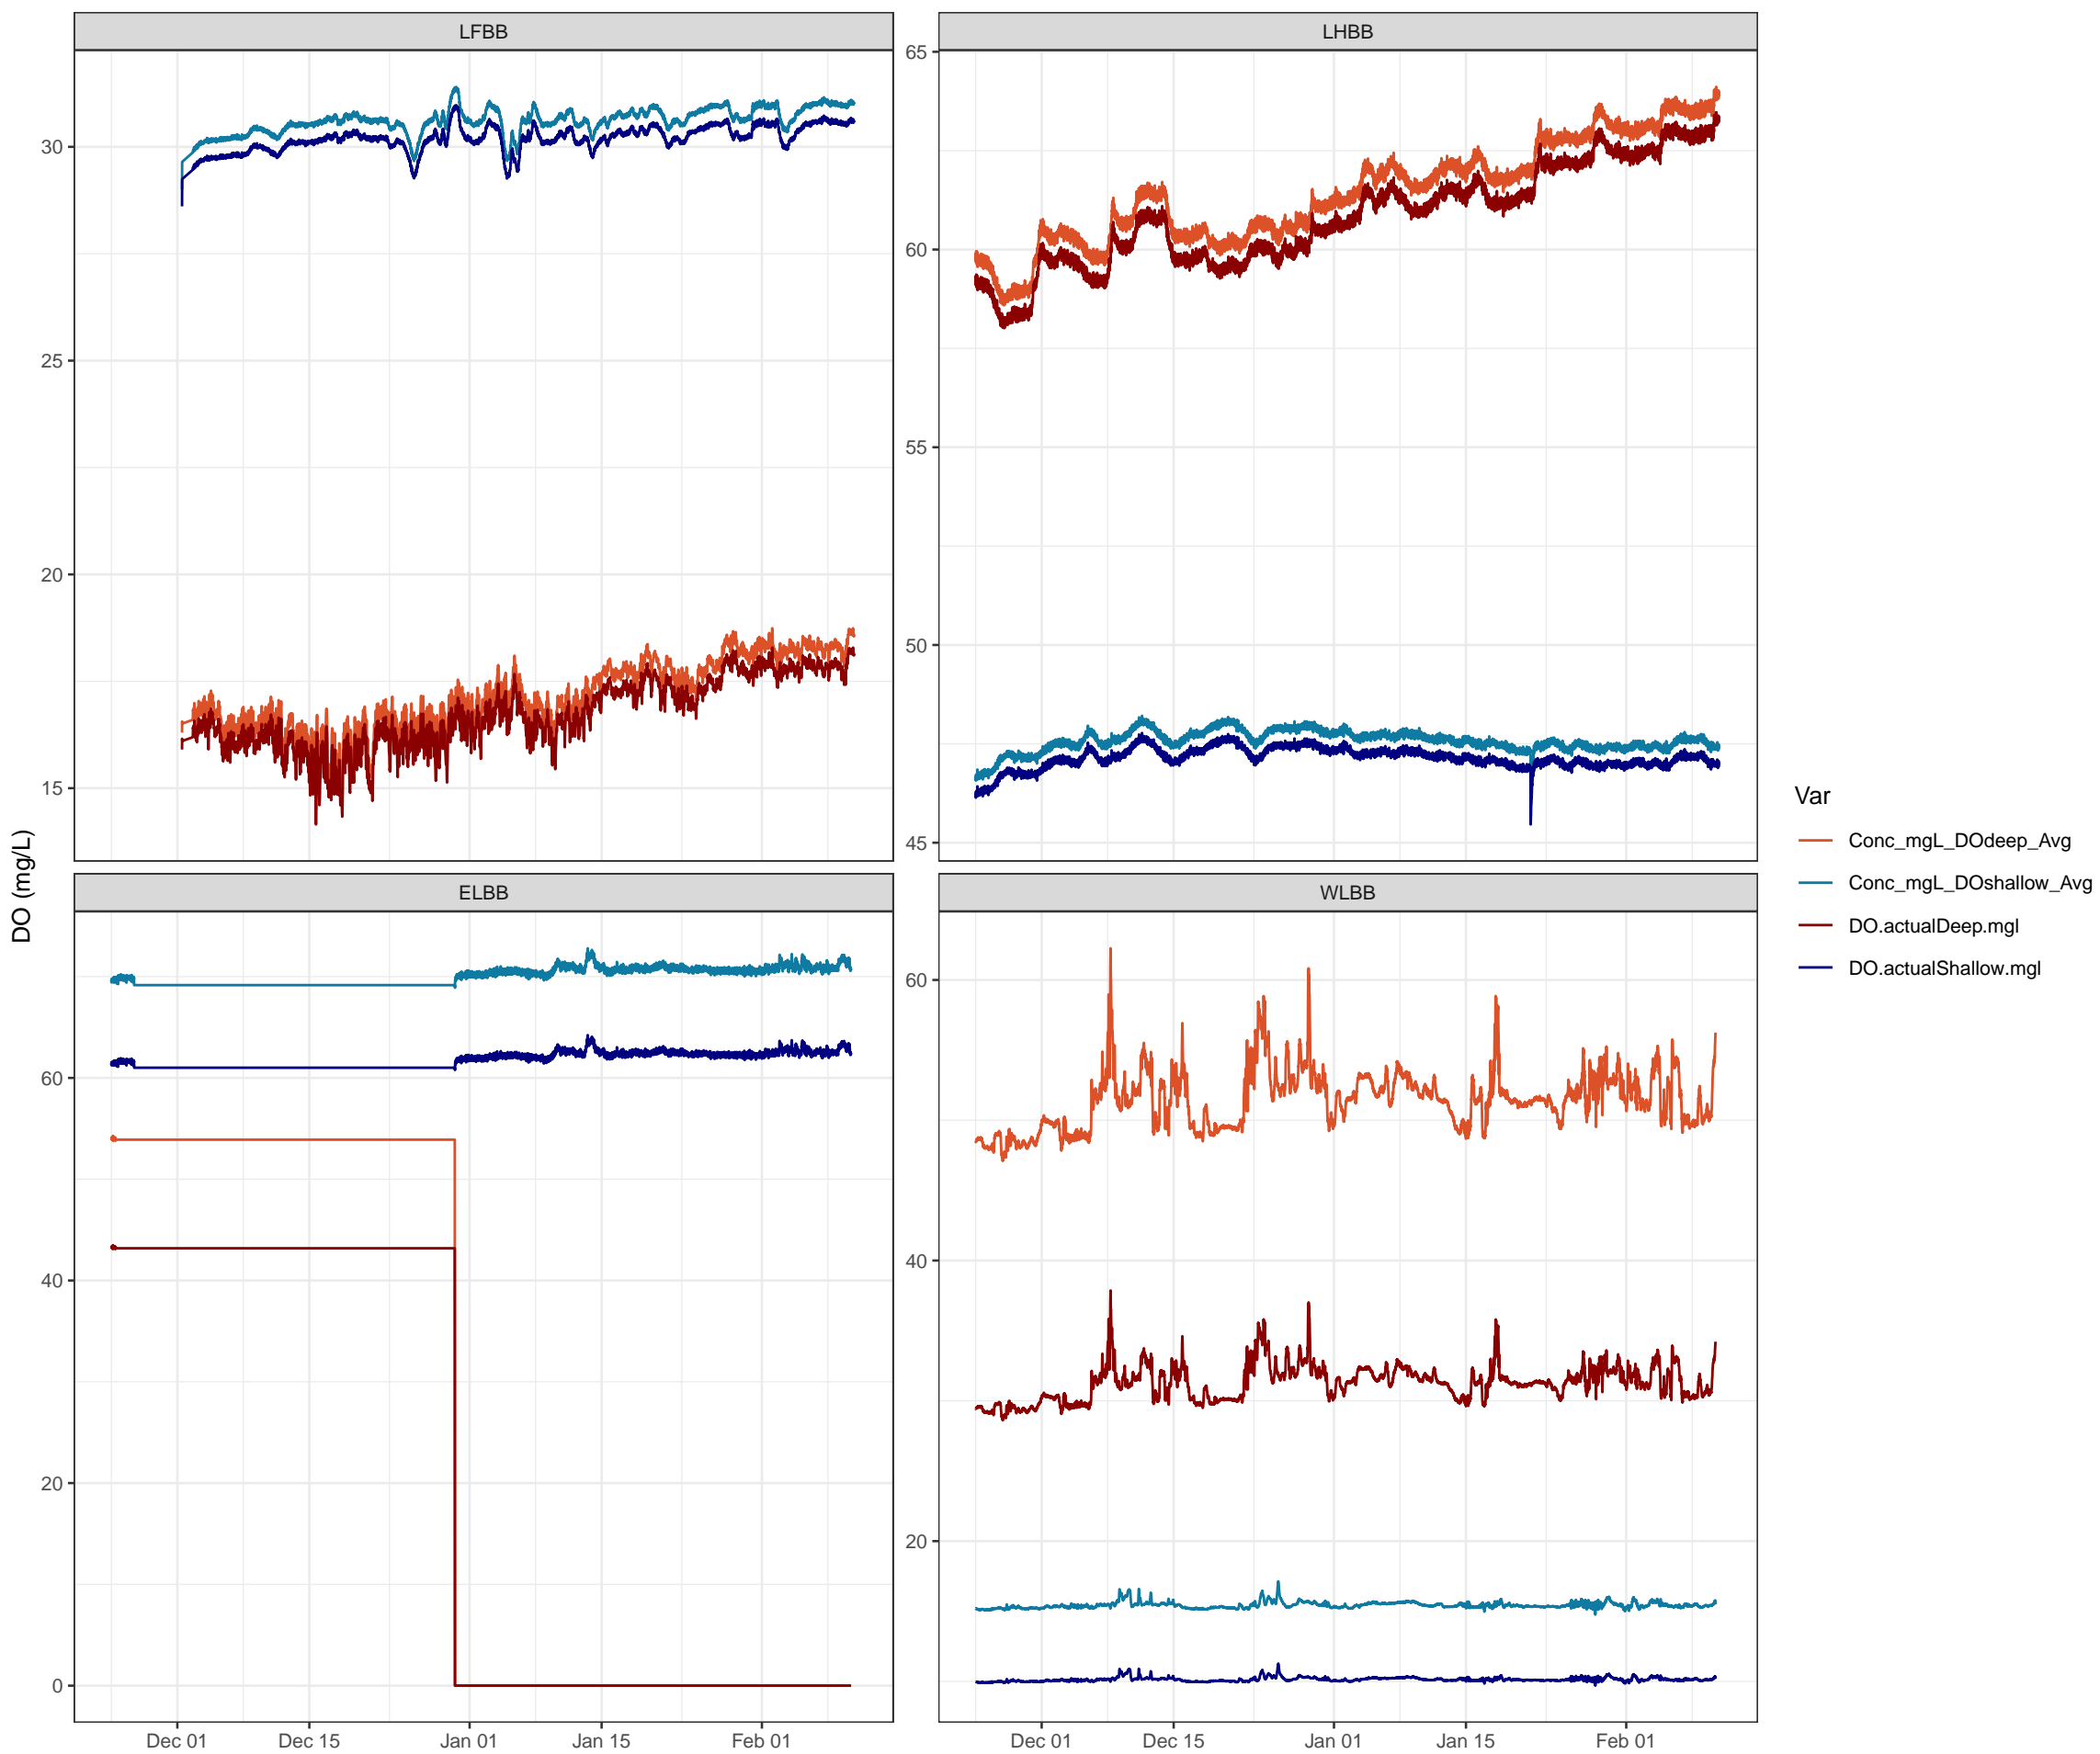 LFBB
LHBB
30
25
20
15
65
60
55
50
45
DO (mg/L)
ELBB
WLBB
60
40
20
0
60
40
20
Dec 01
Dec 15
Jan 01
Jan 15
Feb 01
Dec 01
Dec 15
Jan 01
Jan 15
Feb 01
Var
Conc_mgL_DOdeep_Avg
Conc_mgL_DOshallow_Avg
DO.actualDeep.mgl
DO.actualShallow.mgl